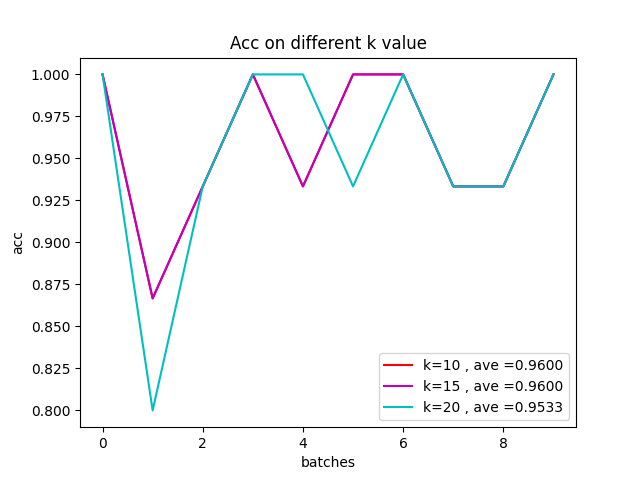 Acc on different k value
1.000
0.975
0.950
0.925
0.900
0.875
0.850
0.825
0.800
acc
k=10 , ave =0.9600
k=15 , ave =0.9600
k=20 , ave =0.9533
0 2 4 6 8
batches